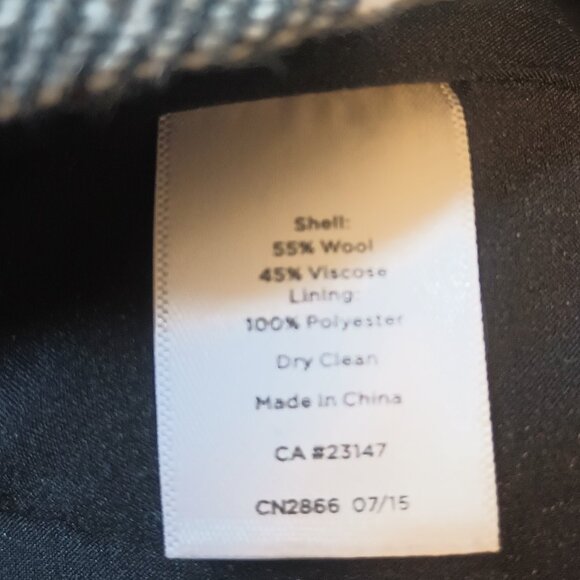 Shell:
55% Wool
45% Viscose
Lining:
100% Polyester
Dry Clean
Made in China
CA #23147
CN2866 07/15